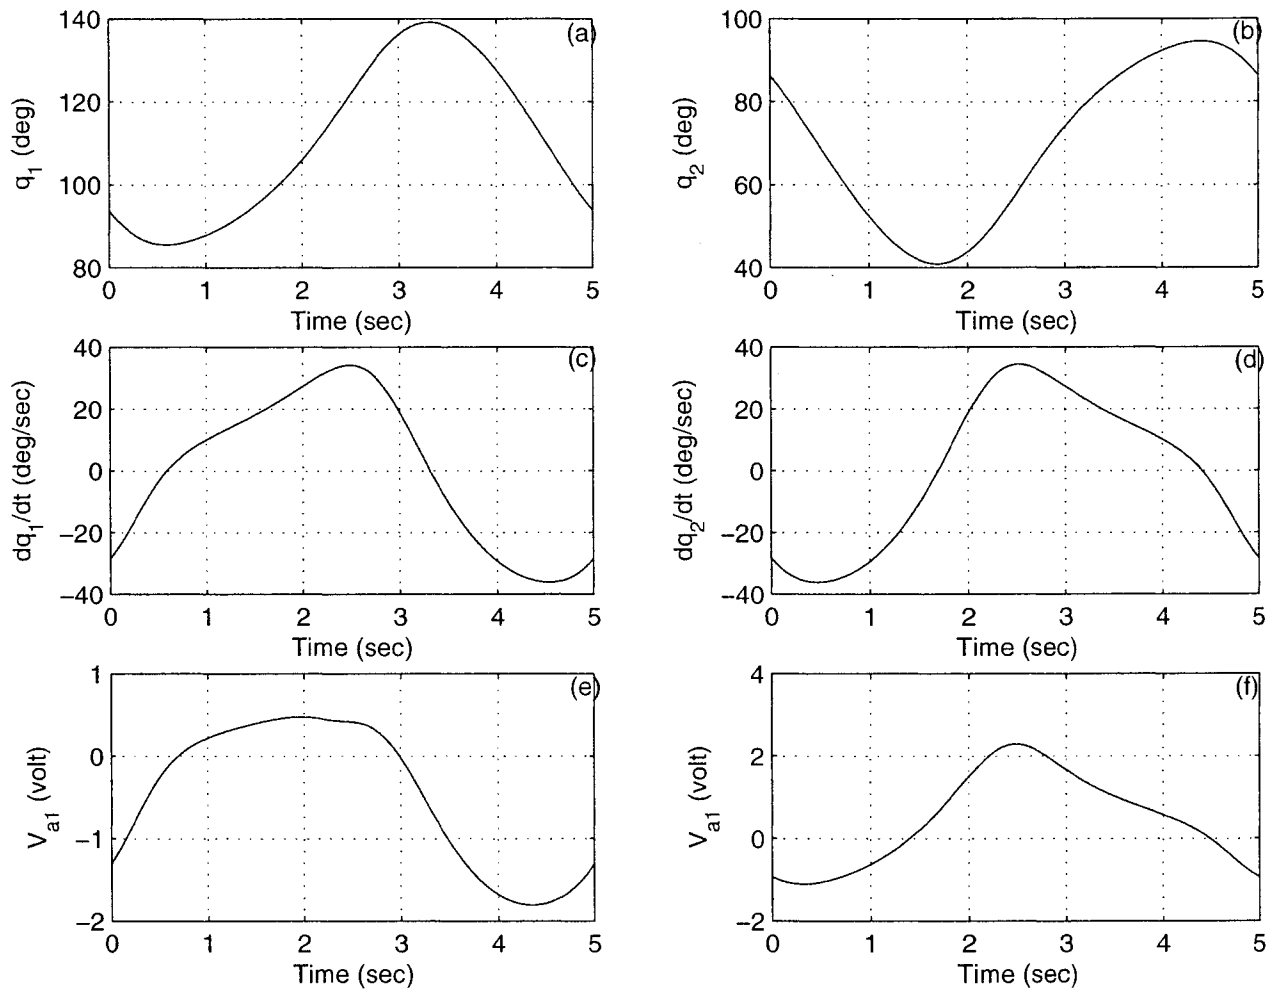 140
120
100
80
q1 (deg)
(a)
0 1 2 3 4 5
Time (sec)
100
80
60
40
q2 (deg)
(b)
0 1 2 3 4 5
Time (sec)
40
20
0
−20
−40
dq1/dt (deg/sec)
(c)
0 1 2 3 4 5
Time (sec)
40
20
0
−20
−40
dq2/dt (deg/sec)
(d)
0 1 2 3 4 5
Time (sec)
1
0
−1
−2
Va1 (volt)
(e)
0 1 2 3 4 5
Time (sec)
4
2
0
−2
Va1 (volt)
(f)
0 1 2 3 4 5
Time (sec)